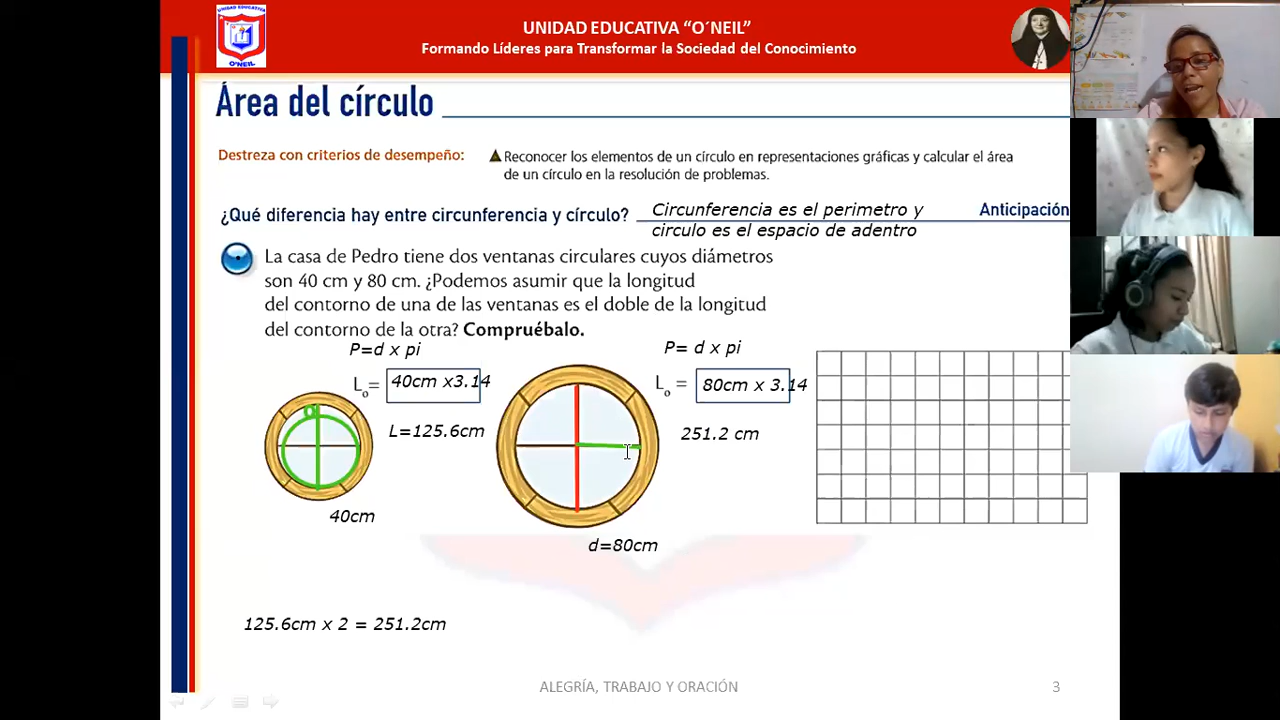 UNIDAD EDUCATIVA “O´NEIL”
Formando Líderes para Transformar la Sociedad del Conocimiento
O'NEIL
Área del círculo
Destreza con criterios de desempeño:
Reconocer los elementos de un círculo en representaciones gráficas y calcular el área
de un círculo en la resolución de problemas.
¿Qué diferencia hay entre circunferencia y círculo?
Circunferencia es el perimetro y
circulo es el espacio de adentro
Anticipación
La casa de Pedro tiene dos ventanas circulares cuyos diámetros
son 40 cm y 80 cm. ¿Podemos asumir que la longitud
del contorno de una de las ventanas es el doble de la longitud
del contorno de la otra? Compruébalo.
P=d x pi
Lo= 40cm x3.14
L=125.6cm
40cm
P= d x pi
Lo = 80cm x 3.14
251.2 cm
d=80cm
125.6cm x 2 = 251.2cm
ALEGRÍA, TRABAJO Y ORACIÓN
3